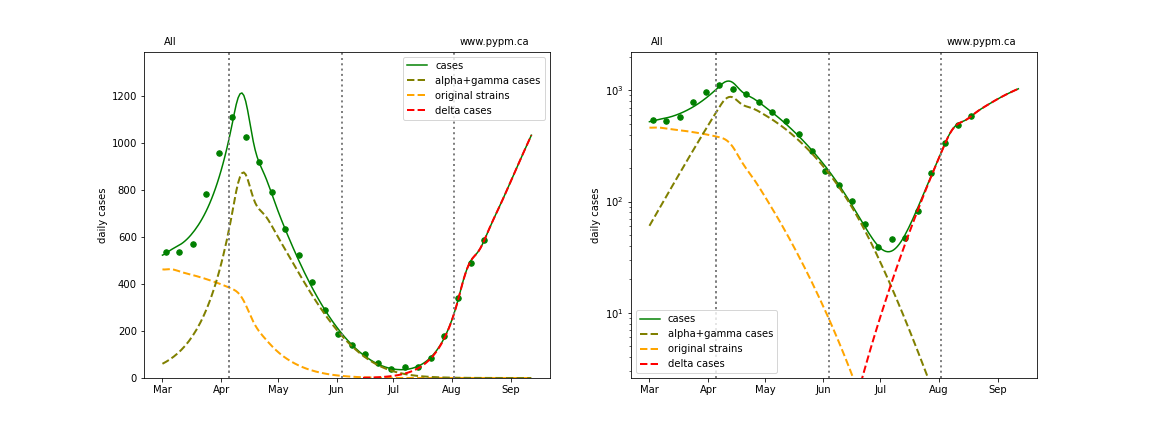 All www.pypm.ca
cases
alpha+gamma cases
original strains
delta cases
1200
1000
800
600
400
200
0
daily cases
Mar Apr May Jun Jul Aug Sep
All www.pypm.ca
10³
10²
10¹
daily cases
cases
alpha+gamma cases
original strains
delta cases
Mar Apr May Jun Jul Aug Sep